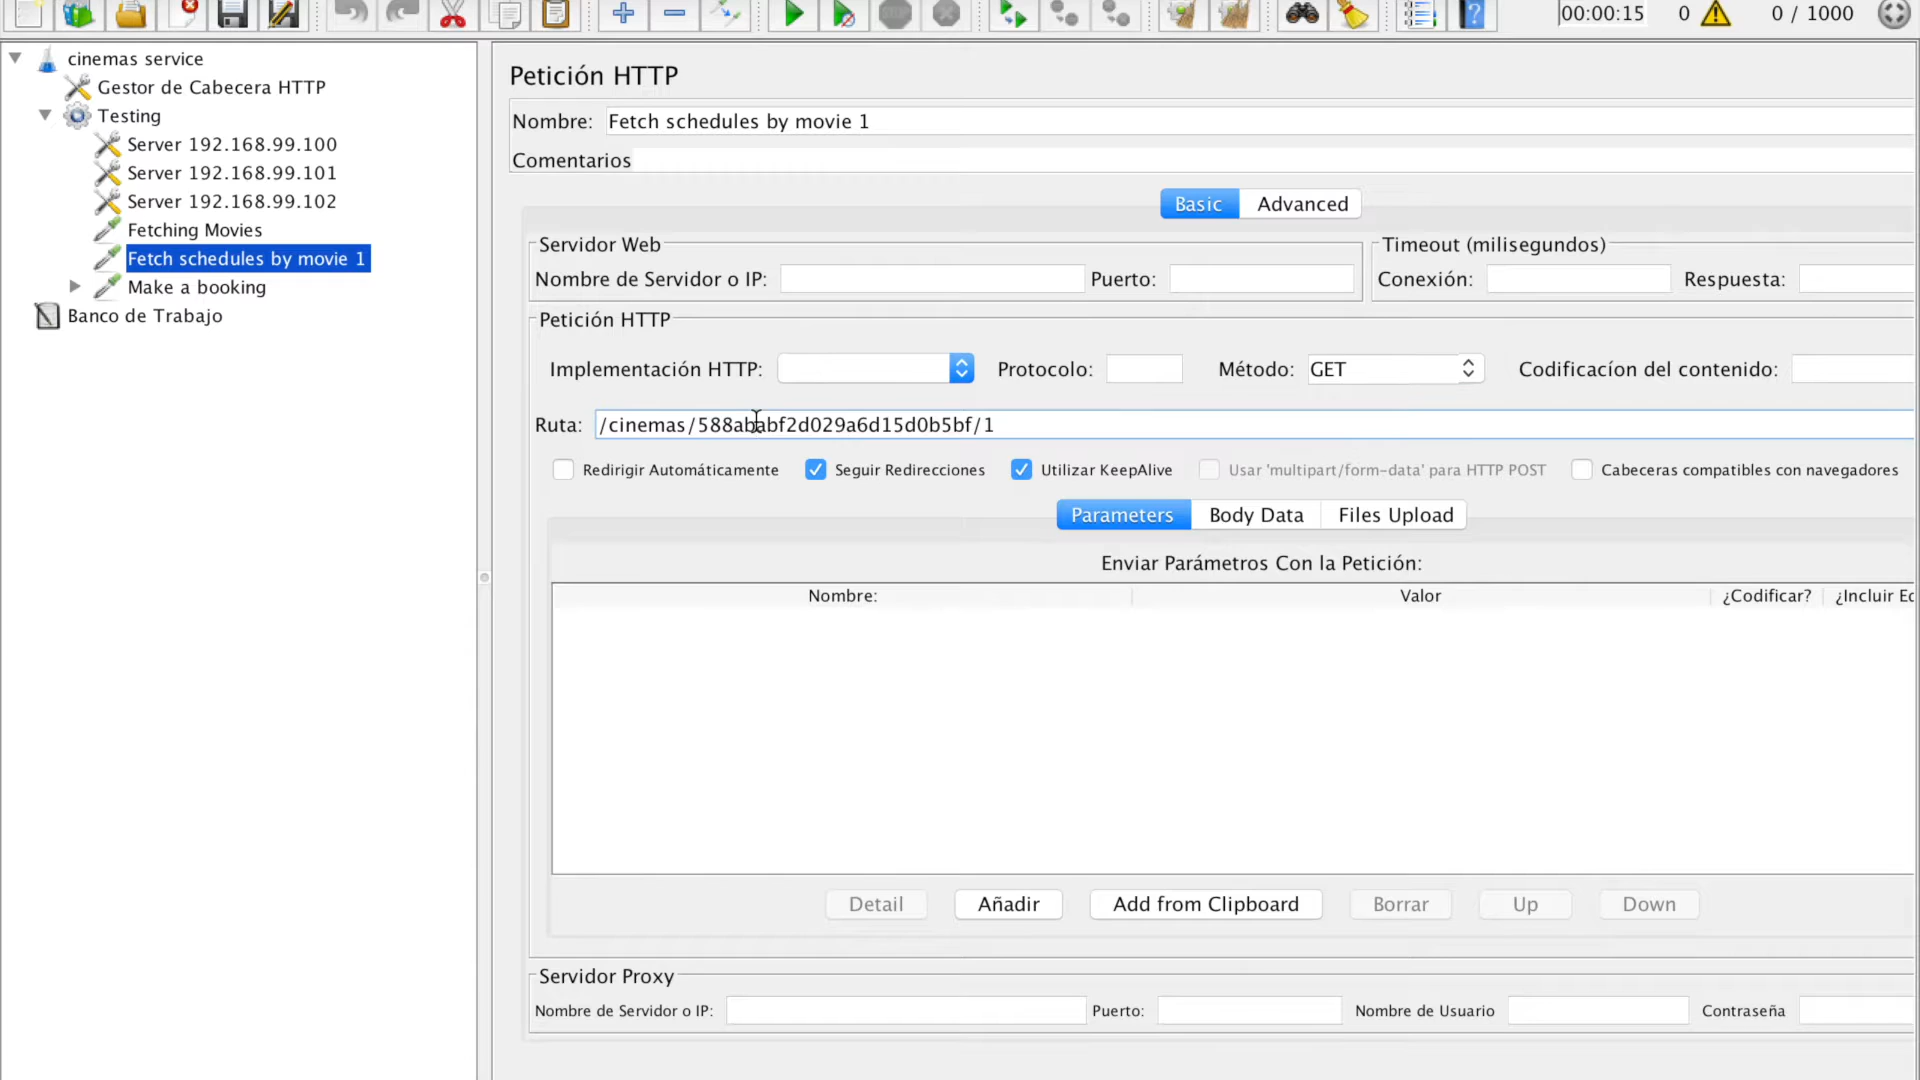 00:00:15 0 0 / 1000
cinemas service
Gestor de Cabecera HTTP
Testing
Server 192.168.99.100
Server 192.168.99.101
Server 192.168.99.102
Fetching Movies
Fetch schedules by movie 1
Make a booking
Banco de Trabajo
Petición HTTP
Nombre: Fetch schedules by movie 1
Comentarios
Basic Advanced
Servidor Web Timeout (milisegundos)
Nombre de Servidor o IP: Puerto: Conexión: Respuesta:
Petición HTTP
Implementación HTTP: Protocolo: Método: GET Codificacíon del contenido:
Ruta: /cinemas/588ababf2d029a6d15d0b5bf/1
Redirigir Automáticamente Seguir Redirecciones Utilizar KeepAlive Usar 'multipart/form-data' para HTTP POST Cabeceras compatibles con navegadores
Parameters Body Data Files Upload
Enviar Parámetros Con la Petición:
Nombre: Valor ¿Codificar? ¿Incluir
Detail Añadir Add from Clipboard Borrar Up Down
Servidor Proxy
Nombre de Servidor o IP: Puerto: Nombre de Usuario Contraseña